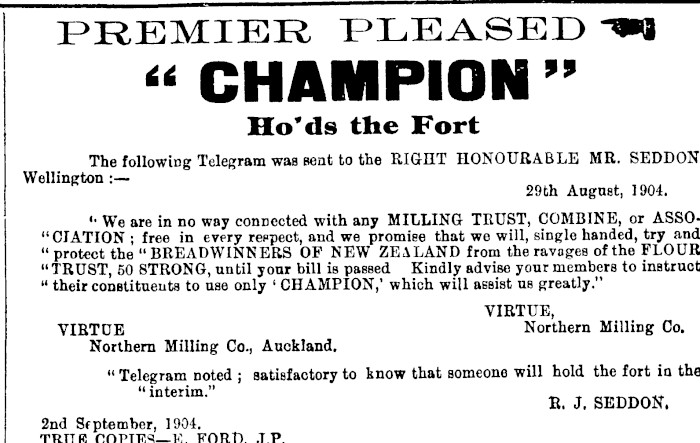 PREMIER PLEASED
“ CHAMPION ”
Ho'ds the Fort
The following Telegram was sent to the RIGHT HONOURABLE MR. SEDDON
Wellington :—
29th August, 1904.
“ We are in no way connected with any MILLING TRUST, COMBINE, or ASSO-
“CIATION ; free in every respect, and we promise that we will, single handed, try and
“ protect the “BREADWINNERS OF NEW ZEALAND from the ravages of the FLOUR
“TRUST, 50 STRONG, until your bill is passed Kindly advise your members to instruct
“ their constituents to use only ‘ CHAMPION,’ which will assist us greatly.”
VIRTUE,
Northern Milling Co.
VIRTUE
Northern Milling Co., Auckland.
“ Telegram noted ; satisfactory to know that someone will hold the fort in the
“ interim.”
R. J. SEDDON.
2nd September, 1904.
TRUE COPIES—E. FORD, J.P.